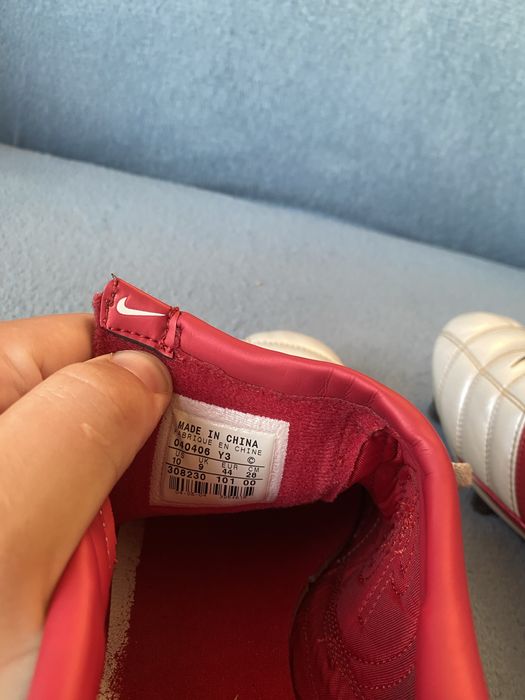 MADE IN CHINA
FABRIQUE EN CHINE
040406 Y3 ©
US UK EUR CM
10 9 44 28
308230 101 00